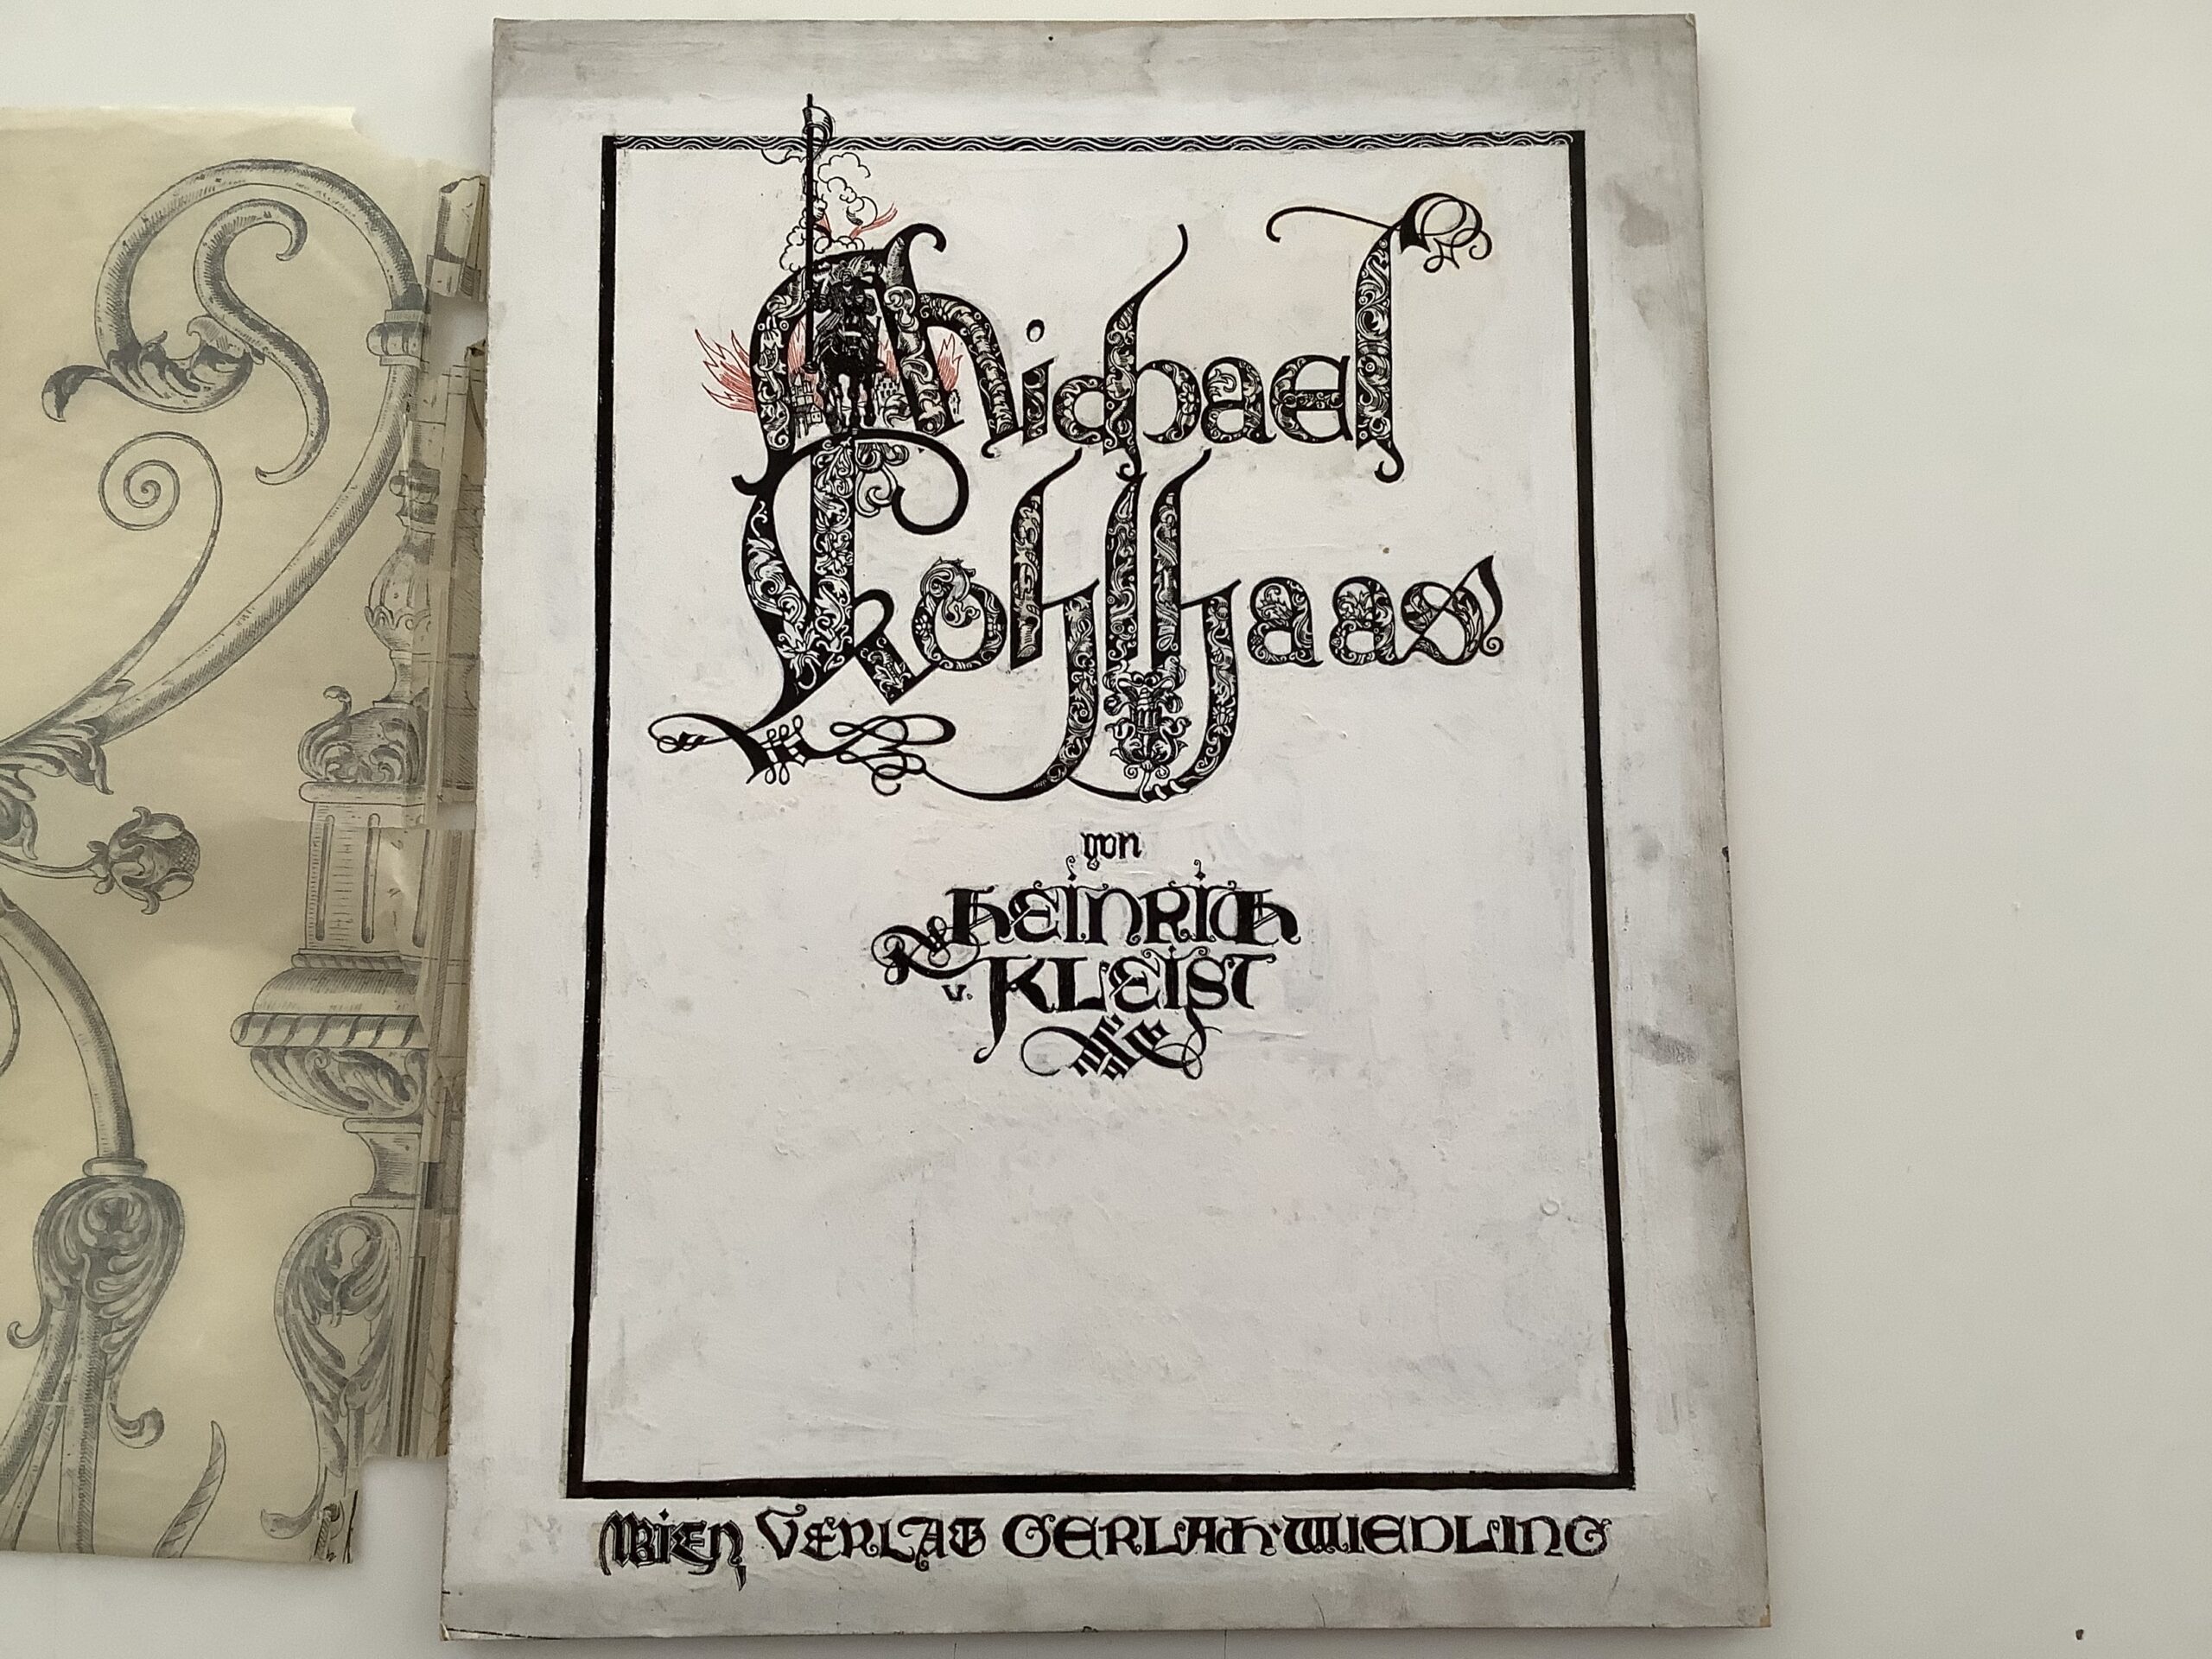 Michael
Kohlhaas
von
HEINRICH
v. KLEIST
WIEN VERLAG GERLACH·WIEDLING